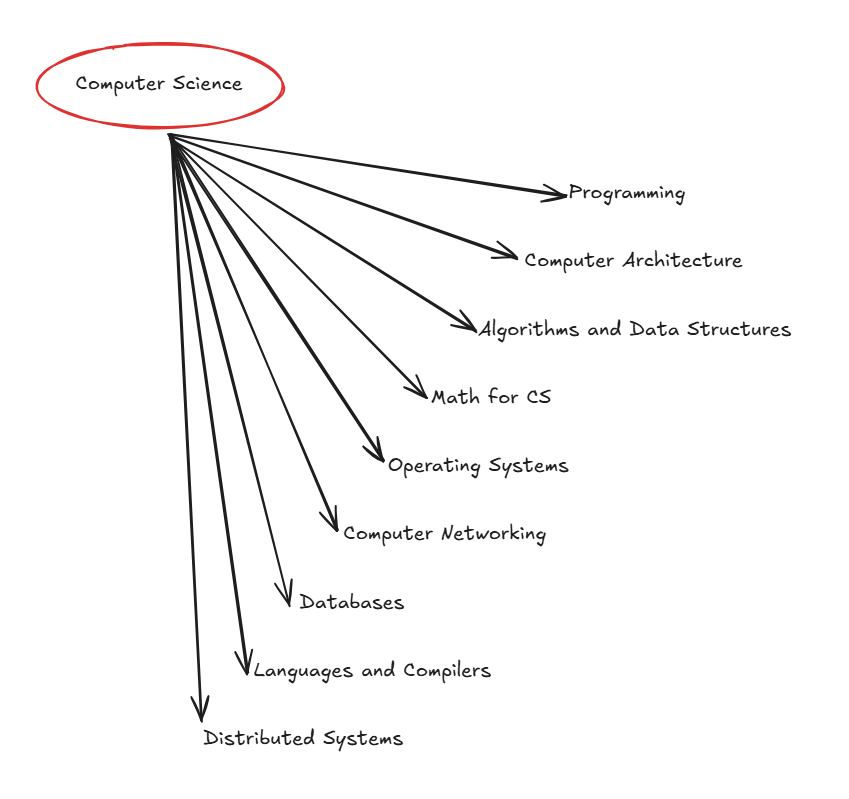 Computer Science
Programming
Computer Architecture
Algorithms and Data Structures
Math for CS
Operating Systems
Computer Networking
Databases
Languages and Compilers
Distributed Systems